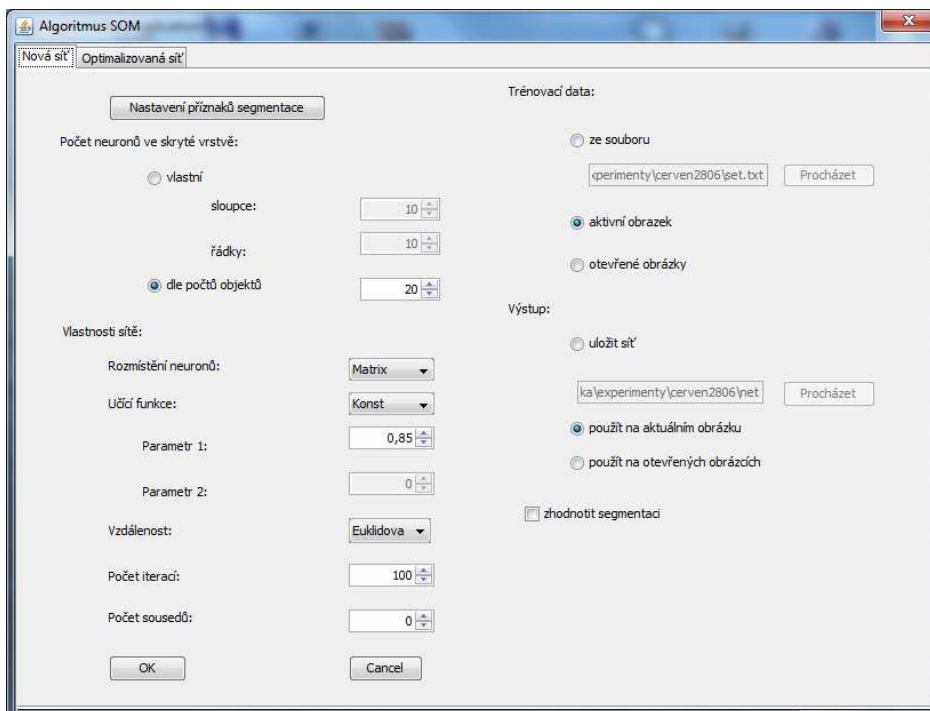 Algoritmus SOM
Nová síť
Optimalizovaná síť
Nastavení příznaků segmentace
Počet neuronů ve skryté vrstvě:
vlastní
sloupce: 10
řádky: 10
dle počtů objektů 20
Vlastnosti sítě:
Rozmístění neuronů: Matrix
Učící funkce: Konst
Parametr 1: 0,85
Parametr 2: 0
Vzdálenost: Euklidova
Počet iterací: 100
Počet sousedů: 0
OK
Cancel
Trénovací data:
ze souboru
perimenty\cerven2806\set.txt
Procházet
aktivní obrazek
otevřené obrázky
Výstup:
uložit síť
ka\experimenty\cerven2806\net
Procházet
použít na aktuálním obrázku
použít na otevřených obrázcích
zhodnotit segmentaci